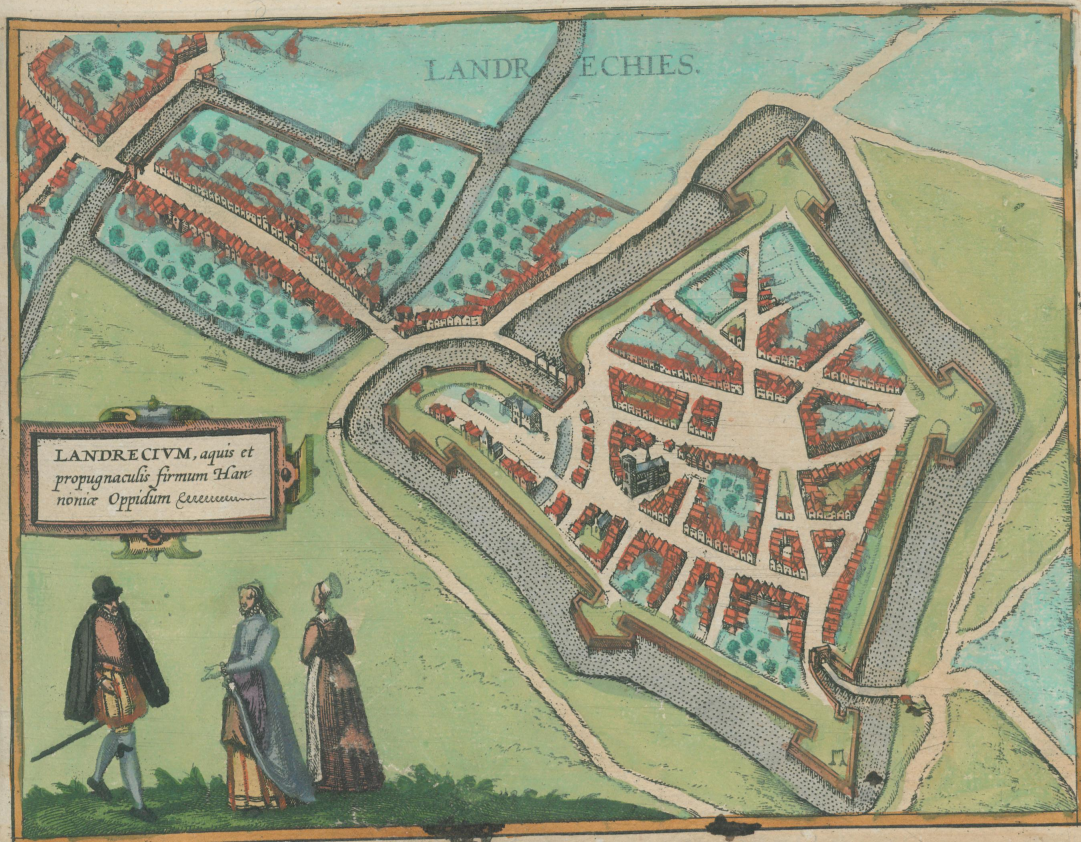 LANDRECHIES.
LANDRECIVM, aquis et
propugnaculis firmum Han⸗
noniæ Oppidum